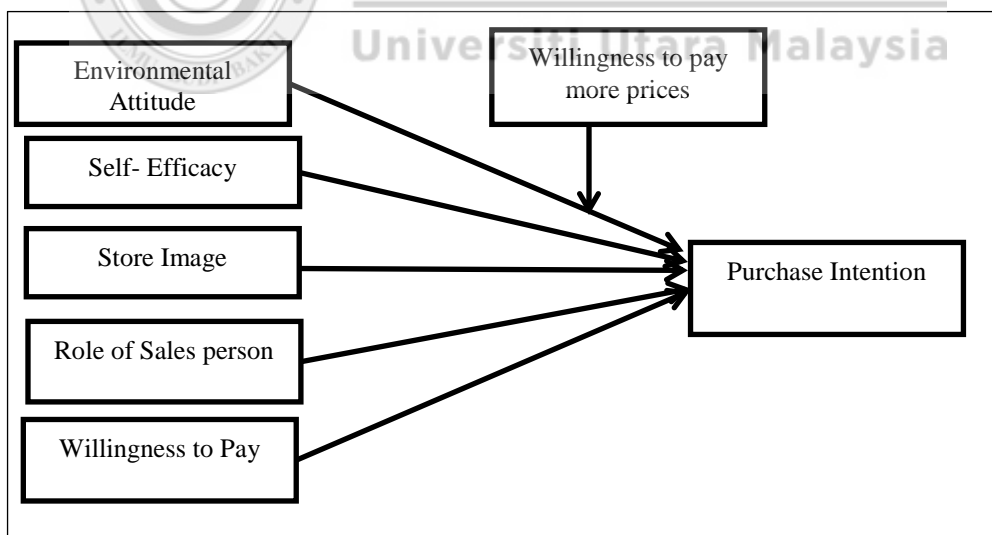 Universiti Utara Malaysia
Environmental
Attitude
Willingness to pay
more prices
Self- Efficacy
Store Image
Purchase Intention
Role of Sales person
Willingness to Pay